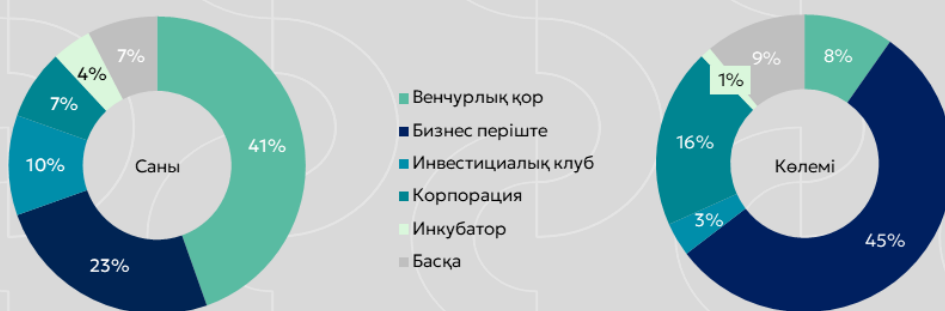 7%
4%
7%
10%
41%
23%
Саны
Венчурлық қор
Бизнес періште
Инвестициалық клуб
Корпорация
Инкубатор
Басқа
9%
8%
1%
16%
3%
45%
Көлемі